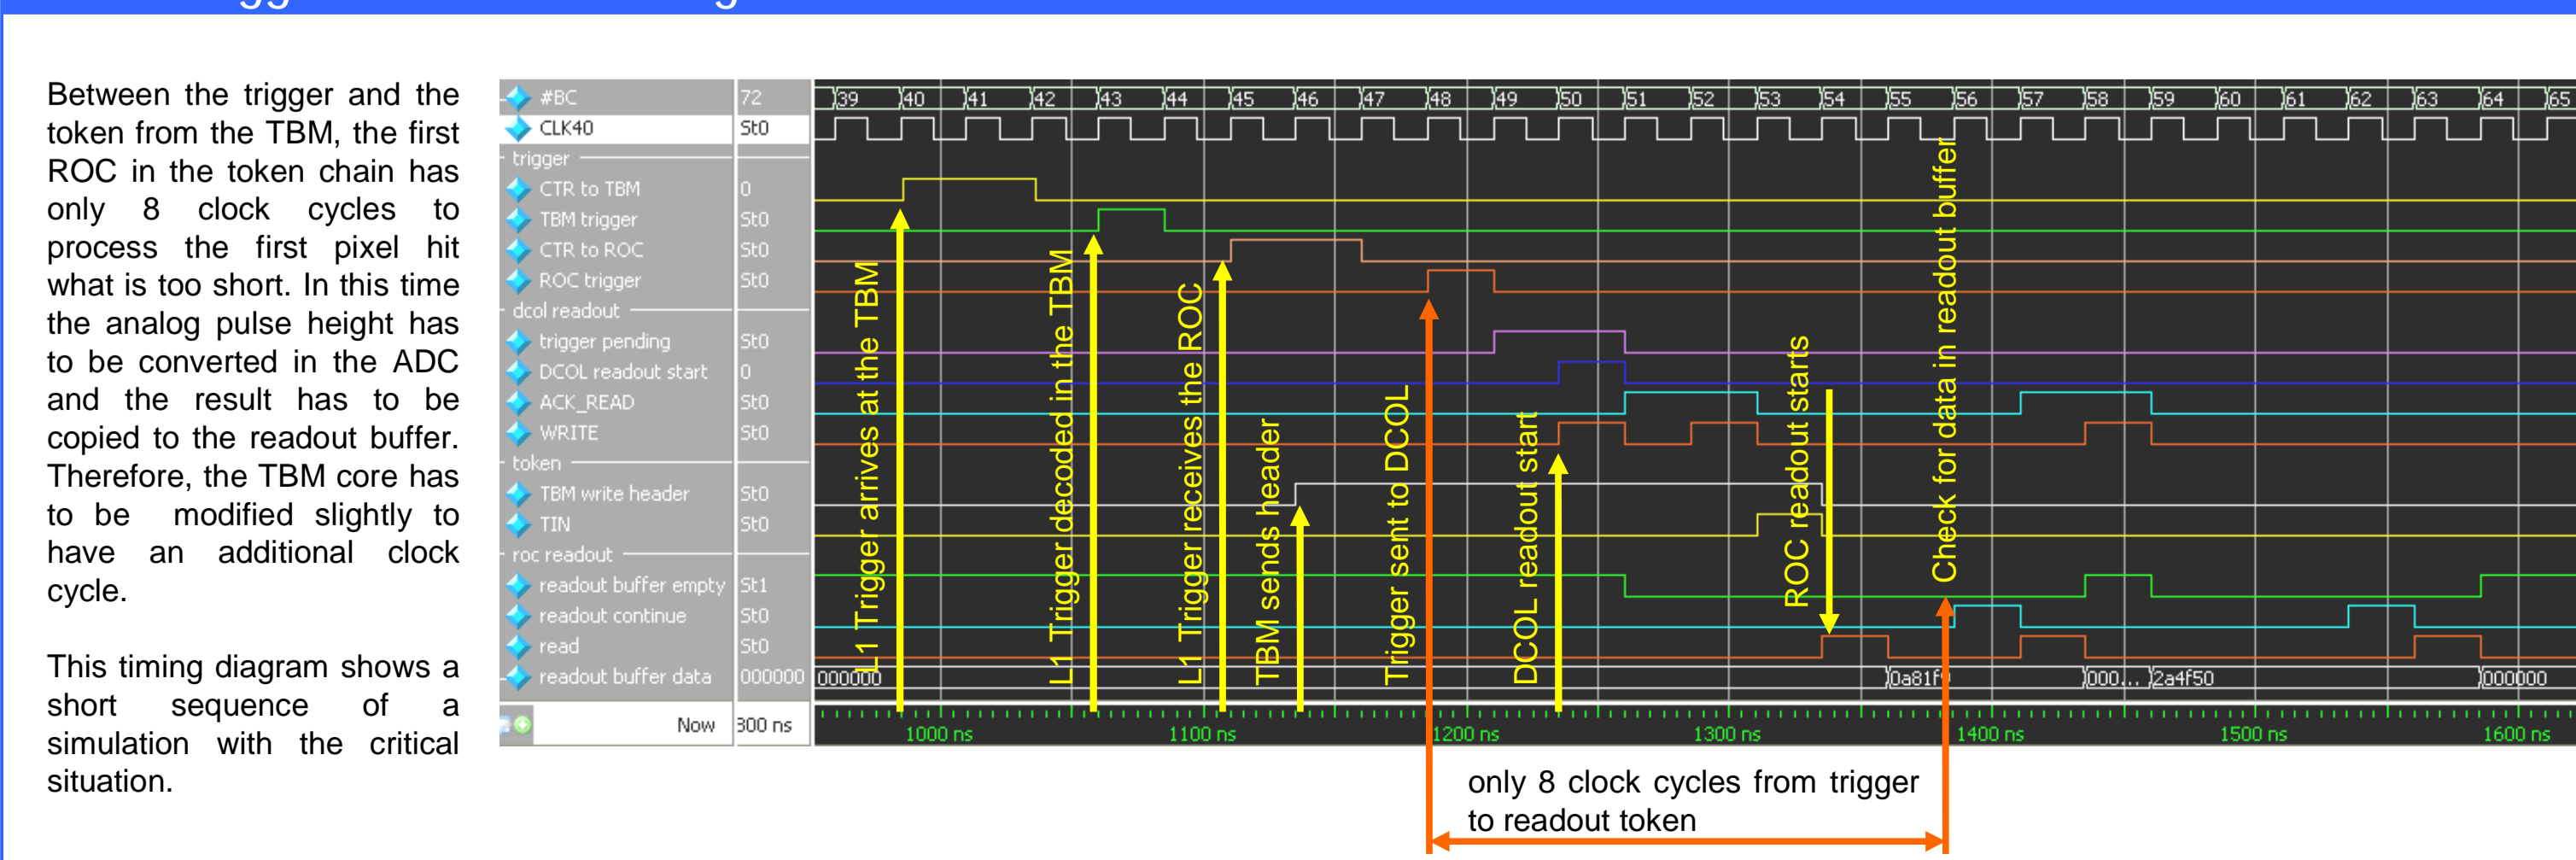 Between the trigger and the
token from the TBM, the first
ROC in the token chain has
only 8 clock cycles to
process the first pixel hit
what is too short. In this time
the analog pulse height has
to be converted in the ADC
and the result has to be
copied to the readout buffer.
Therefore, the TBM core has
to be modified slightly to
have an additional clock
cycle.
This timing diagram shows a
short sequence of a
simulation with the critical
situation.
#BC 72 39 40 41 42 43 44 45 46 47 48 49 50 51 52 53 54 55 56 57 58 59 60 61 62 63 64 65
CLK40 St0
trigger
CTR to TBM 0
TBM trigger St0
CTR to ROC St0
ROC trigger St0
dcol readout
trigger pending St0
DCOL readout start 0
ACK_READ St0
WRITE St0
token
TBM write header St0
TIN St0
roc readout
readout buffer empty St1
readout continue St0
read St0
readout buffer data 000000 000000 0a81f 000... 2a4f50 000000
Now 300 ns 1000 ns 1100 ns 1200 ns 1300 ns 1400 ns 1500 ns 1600 ns
L1 Trigger arrives at the TBM
L1 Trigger decoded in the TBM
L1 Trigger receives the ROC
TBM sends header
Trigger sent to DCOL
DCOL readout start
ROC readout starts
Check for data in readout buffer
only 8 clock cycles from trigger
to readout token